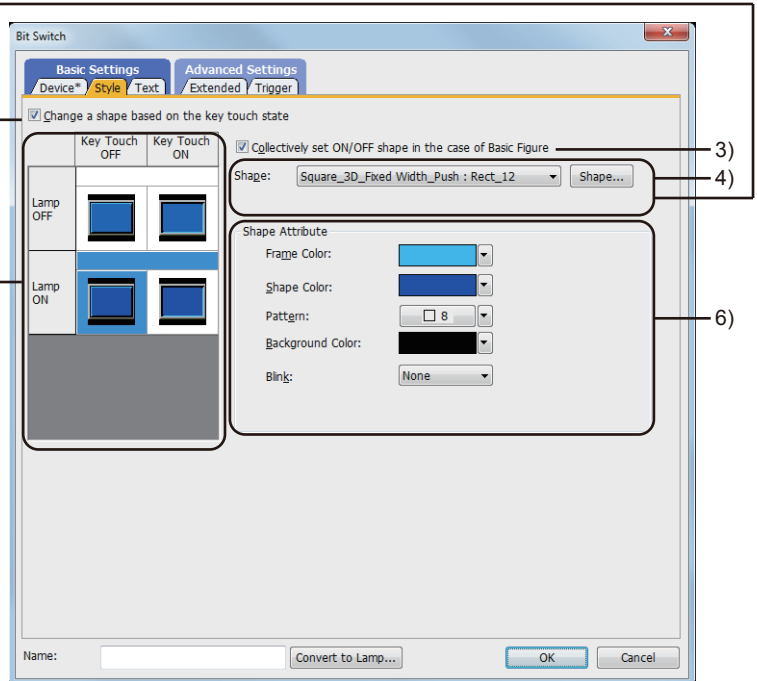 Bit Switch
Basic Settings Advanced Settings
Device* Style Text Extended Trigger
Change a shape based on the key touch state
Key Touch OFF Key Touch ON
Collectively set ON/OFF shape in the case of Basic Figure 3)
Shape: Square_3D_Fixed Width_Push : Rect_12 Shape... 4)
Lamp OFF
Shape Attribute
Frame Color:
Lamp ON
Shape Color:
Pattern: 8 6)
Background Color:
Blink: None
Name: Convert to Lamp... OK Cancel